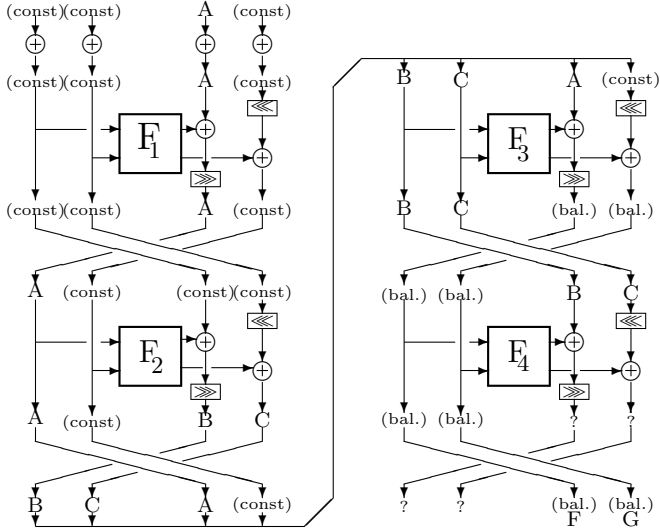 (const) (const) A (const)
(const) (const) A (const)
<<<
F1
>>>
(const) (const) A (const)
A (const) (const) (const)
<<<
F2
>>>
A (const) B C
B C A (const)
B C A (const)
<<<
F3
>>>
B C (bal.) (bal.)
(bal.) (bal.) B C
<<<
F4
>>>
(bal.) (bal.) ? ?
? ? (bal.) (bal.)
F G